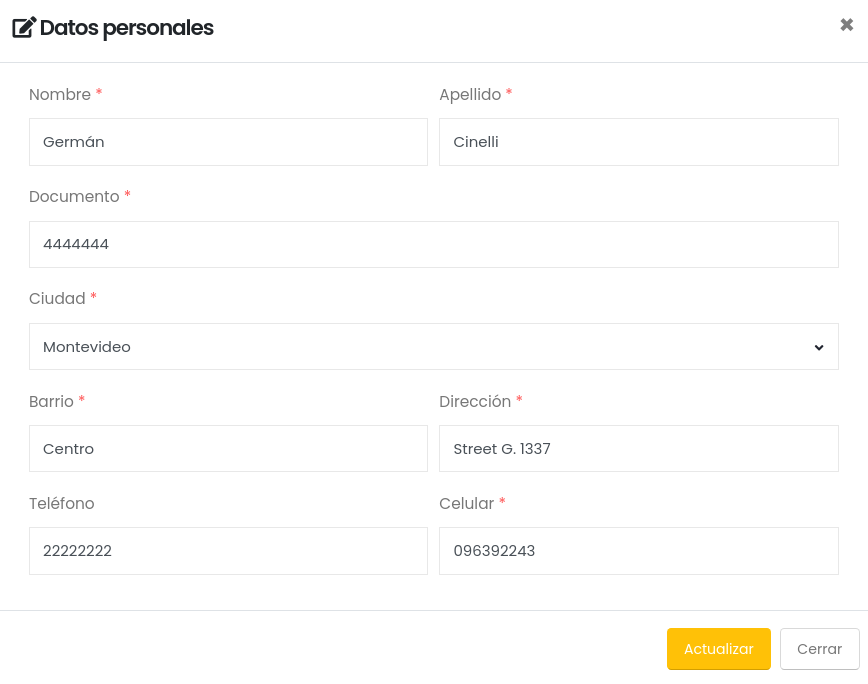 Datos personales
Nombre *
Apellido *
Germán
Cinelli
Documento *
4444444
Ciudad *
Montevideo
Barrio *
Dirección *
Centro
Street G. 1337
Teléfono
Celular *
22222222
096392243
Actualizar
Cerrar